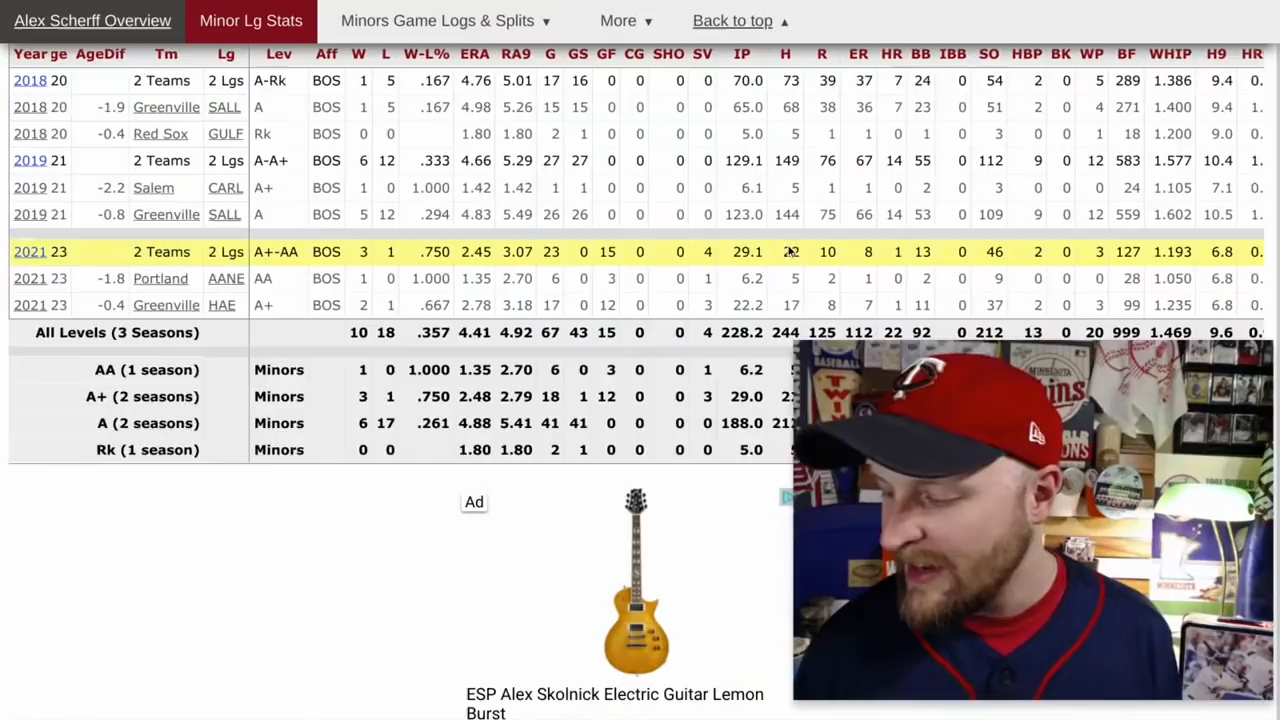 Alex Scherff Overview Minor Lg Stats Minors Game Logs & Splits ▼ More ▼ Back to top ▲
Year ge AgeDif Tm Lg Lev Aff W L W-L% ERA RA9 G GS GF CG SHO SV IP H R ER HR BB IBB SO HBP BK WP BF WHIP H9 HR
2018 20 2 Teams 2 Lgs A-Rk BOS 1 5 .167 4.76 5.01 17 16 0 0 0 0 70.0 73 39 37 7 24 0 54 2 0 5 289 1.386 9.4 0.
2018 20 -1.9 Greenville SALL A BOS 1 5 .167 4.98 5.26 15 15 0 0 0 0 65.0 68 38 36 7 23 0 51 2 0 4 271 1.400 9.4 1.
2018 20 -0.4 Red Sox GULF Rk BOS 0 0 1.80 1.80 2 1 0 0 0 0 5.0 5 1 1 0 1 0 3 0 0 1 18 1.200 9.0 0.
2019 21 2 Teams 2 Lgs A-A+ BOS 6 12 .333 4.66 5.29 27 27 0 0 0 0 129.1 149 76 67 14 55 0 112 9 0 12 583 1.577 10.4 1.
2019 21 -2.2 Salem CARL A+ BOS 1 0 1.000 1.42 1.42 1 1 0 0 0 0 6.1 5 1 1 0 2 0 3 0 0 0 24 1.105 7.1 0.
2019 21 -0.8 Greenville SALL A BOS 5 12 .294 4.83 5.49 26 26 0 0 0 0 123.0 144 75 66 14 53 0 109 9 0 12 559 1.602 10.5 1.
2021 23 2 Teams 2 Lgs A+-AA BOS 3 1 .750 2.45 3.07 23 0 15 0 0 4 29.1 22 10 8 1 13 0 46 2 0 3 127 1.193 6.8 0.
2021 23 -1.8 Portland AANE AA BOS 1 0 1.000 1.35 2.70 6 0 3 0 0 1 6.2 5 2 1 0 2 0 9 0 0 0 28 1.050 6.8 0.
2021 23 -0.4 Greenville HAE A+ BOS 2 1 .667 2.78 3.18 17 0 12 0 0 3 22.2 17 8 7 1 11 0 37 2 0 3 99 1.235 6.8 0.
All Levels (3 Seasons) 10 18 .357 4.41 4.92 67 43 15 0 0 4 228.2 244 125 112 22 92 0 212 13 0 20 999 1.469 9.6 0.
AA (1 season) Minors 1 0 1.000 1.35 2.70 6 0 3 0 0 1 6.2
A+ (2 seasons) Minors 3 1 .750 2.48 2.79 18 1 12 0 0 3 29.0
A (2 seasons) Minors 6 17 .261 4.88 5.41 41 41 0 0 0 0 188.0
Rk (1 season) Minors 0 0 1.80 1.80 2 1 0 0 0 0 5.0
Ad
ESP Alex Skolnick Electric Guitar Lemon
Burst
BASEBALL
TWINS
MINNESOTA
MINNESOTA